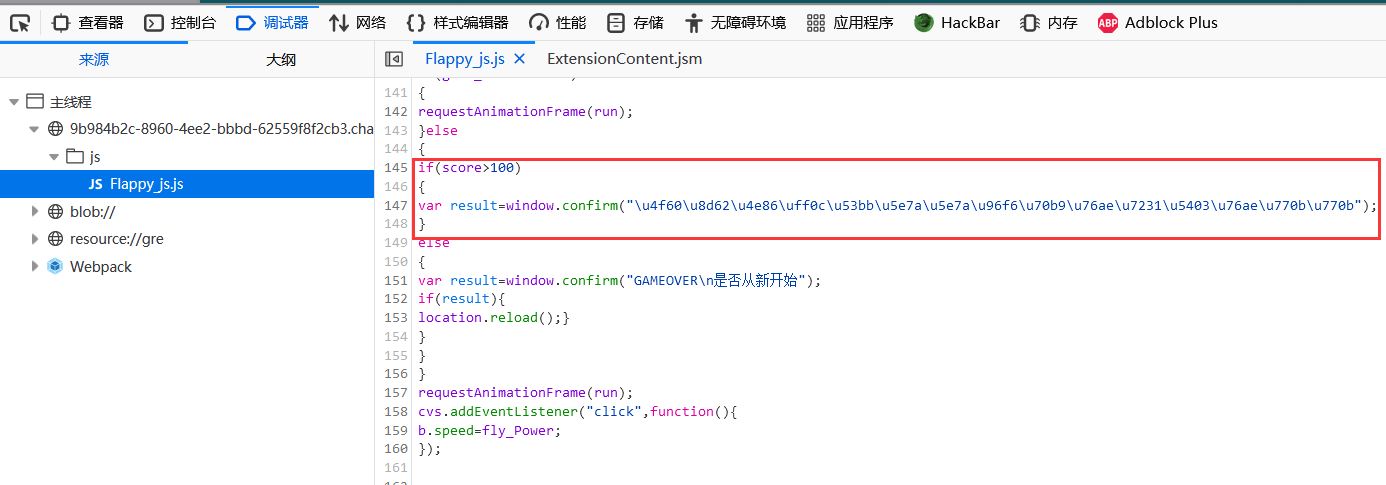 查看器 控制台 调试器 网络 样式编辑器 性能 存储 无障碍环境 应用程序 HackBar 内存 Adblock Plus
来源 大纲 Flappy_js.js ExtensionContent.jsm
主线程
9b984b2c-8960-4ee2-bbbd-62559f8f2cb3.cha
js
JS Flappy_js.js
blob://
resource://gre
Webpack
141 {
142 requestAnimationFrame(run);
143 }else
144 {
145 if(score>100)
146 {
147 var result=window.confirm("\u4f60\u8d62\u4e86\uff0c\u53bb\u5e7a\u5e7a\u96f6\u70b9\u76ae\u7231\u5403\u76ae\u770b\u770b");
148 }
149 else
150 {
151 var result=window.confirm("GAMEOVER\n是否从新开始");
152 if(result){
153 location.reload();}
154 }
155 }
156 }
157 requestAnimationFrame(run);
158 cvs.addEventListener("click",function(){
159 b.speed=fly_Power;
160 });
161